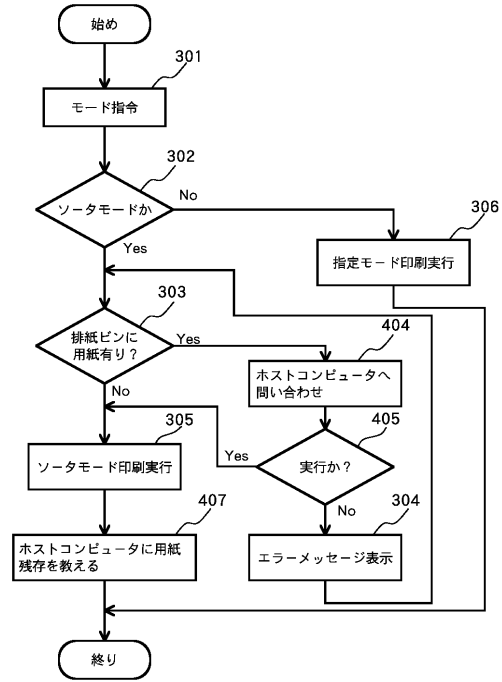 始め
301
モード指令
302
ソータモードか
No
306
Yes
指定モード印刷実行
303
排紙ビンに
用紙有り？
Yes
404
ホストコンピュータへ
問い合わせ
No
305
Yes
405
実行か？
ソータモード印刷実行
407
No
304
ホストコンピュータに用紙
残存を教える
エラーメッセージ表示
終り